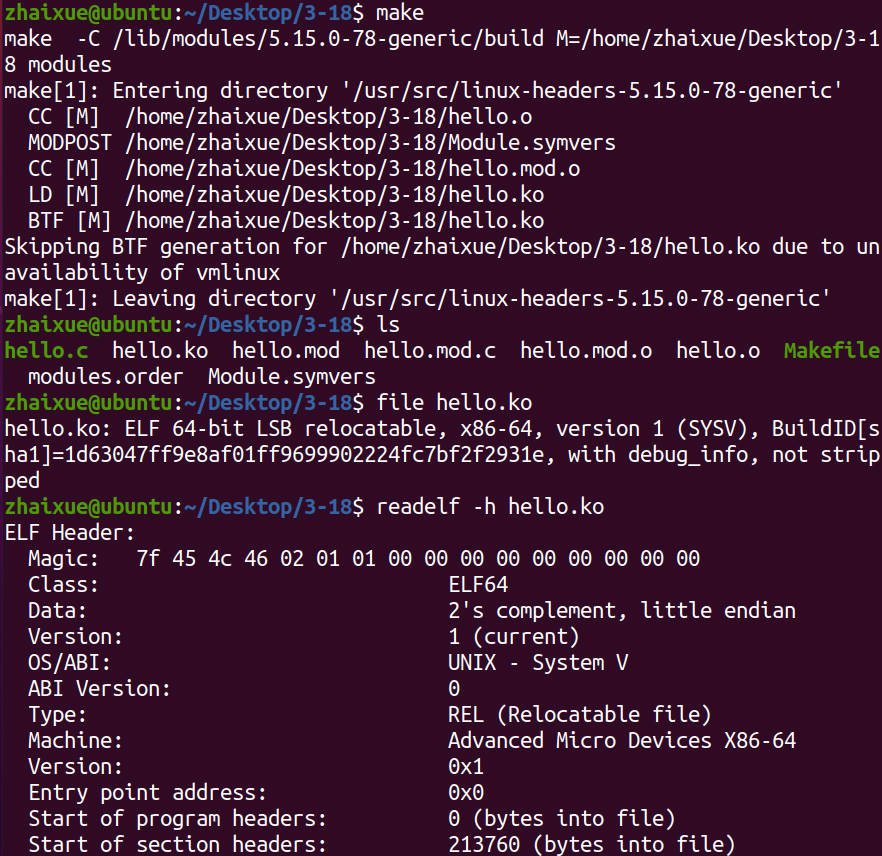 zhaixue@ubuntu:~/Desktop/3-18$ make
make  -C /lib/modules/5.15.0-78-generic/build M=/home/zhaixue/Desktop/3-1
8 modules
make[1]: Entering directory '/usr/src/linux-headers-5.15.0-78-generic'
  CC [M]  /home/zhaixue/Desktop/3-18/hello.o
  MODPOST /home/zhaixue/Desktop/3-18/Module.symvers
  CC [M]  /home/zhaixue/Desktop/3-18/hello.mod.o
  LD [M]  /home/zhaixue/Desktop/3-18/hello.ko
  BTF [M] /home/zhaixue/Desktop/3-18/hello.ko
Skipping BTF generation for /home/zhaixue/Desktop/3-18/hello.ko due to un
availability of vmlinux
make[1]: Leaving directory '/usr/src/linux-headers-5.15.0-78-generic'
zhaixue@ubuntu:~/Desktop/3-18$ ls
hello.c  hello.ko  hello.mod  hello.mod.c  hello.mod.o  hello.o  Makefile
  modules.order  Module.symvers
zhaixue@ubuntu:~/Desktop/3-18$ file hello.ko
hello.ko: ELF 64-bit LSB relocatable, x86-64, version 1 (SYSV), BuildID[s
ha1]=1d63047ff9e8af01ff9699902224fc7bf2f2931e, with debug_info, not strip
ped
zhaixue@ubuntu:~/Desktop/3-18$ readelf -h hello.ko
ELF Header:
  Magic:   7f 45 4c 46 02 01 01 00 00 00 00 00 00 00 00 00
  Class:                             ELF64
  Data:                              2's complement, little endian
  Version:                           1 (current)
  OS/ABI:                            UNIX - System V
  ABI Version:                       0
  Type:                              REL (Relocatable file)
  Machine:                           Advanced Micro Devices X86-64
  Version:                           0x1
  Entry point address:               0x0
  Start of program headers:          0 (bytes into file)
  Start of section headers:          213760 (bytes into file)